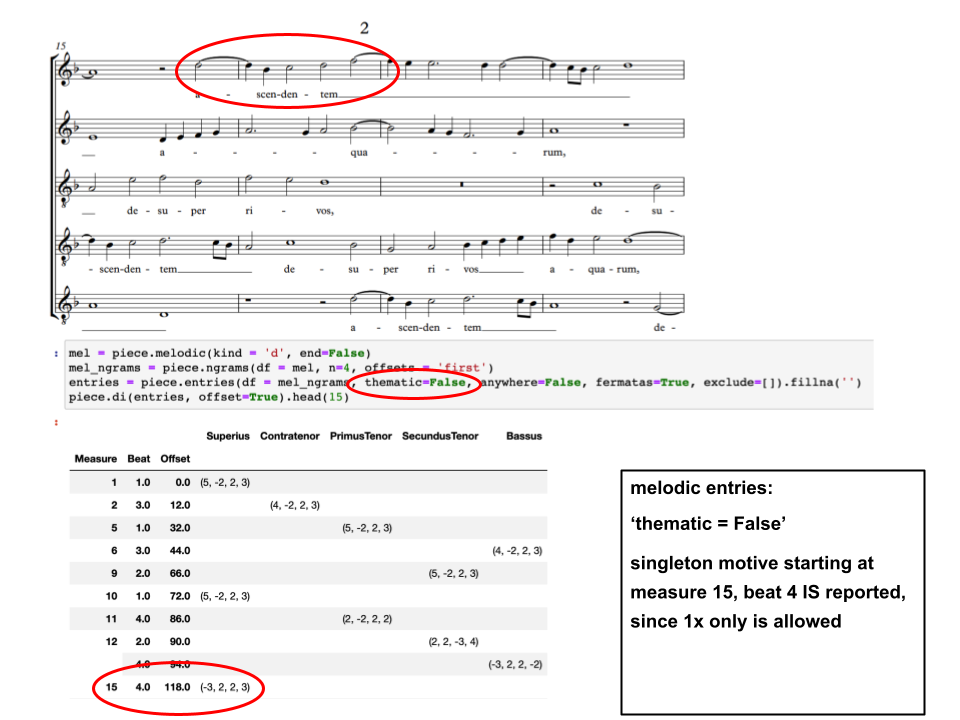 2
15
a - scen-den - tem
a - - - - qua - - - - rum,
de - su - per ri - vos, de - su -
- scen-den - tem de - su - per ri - vos a - qua - rum,
a - scen-den - tem de -
: mel = piece.melodic(kind = 'd', end=False)
mel_ngrams = piece.ngrams(df = mel, n=4, offsets = 'first')
entries = piece.entries(df = mel_ngrams, thematic=False, anywhere=False, fermatas=True, exclude=[]).fillna('')
piece.di(entries, offset=True).head(15)
:
Superius Contratenor PrimusTenor SecundusTenor Bassus
Measure Beat Offset
1 1.0 0.0 (5, -2, 2, 3)
2 3.0 12.0 (4, -2, 2, 3)
5 1.0 32.0 (5, -2, 2, 3)
6 3.0 44.0 (4, -2, 2, 3)
9 2.0 66.0 (5, -2, 2, 3)
10 1.0 72.0 (5, -2, 2, 3)
11 4.0 86.0 (2, -2, 2, 2)
12 2.0 90.0 (2, 2, -3, 4)
4.0 94.0 (-3, 2, 2, -2)
15 4.0 118.0 (-3, 2, 2, 3)
melodic entries:
‘thematic = False’
singleton motive starting at
measure 15, beat 4 IS reported,
since 1x only is allowed